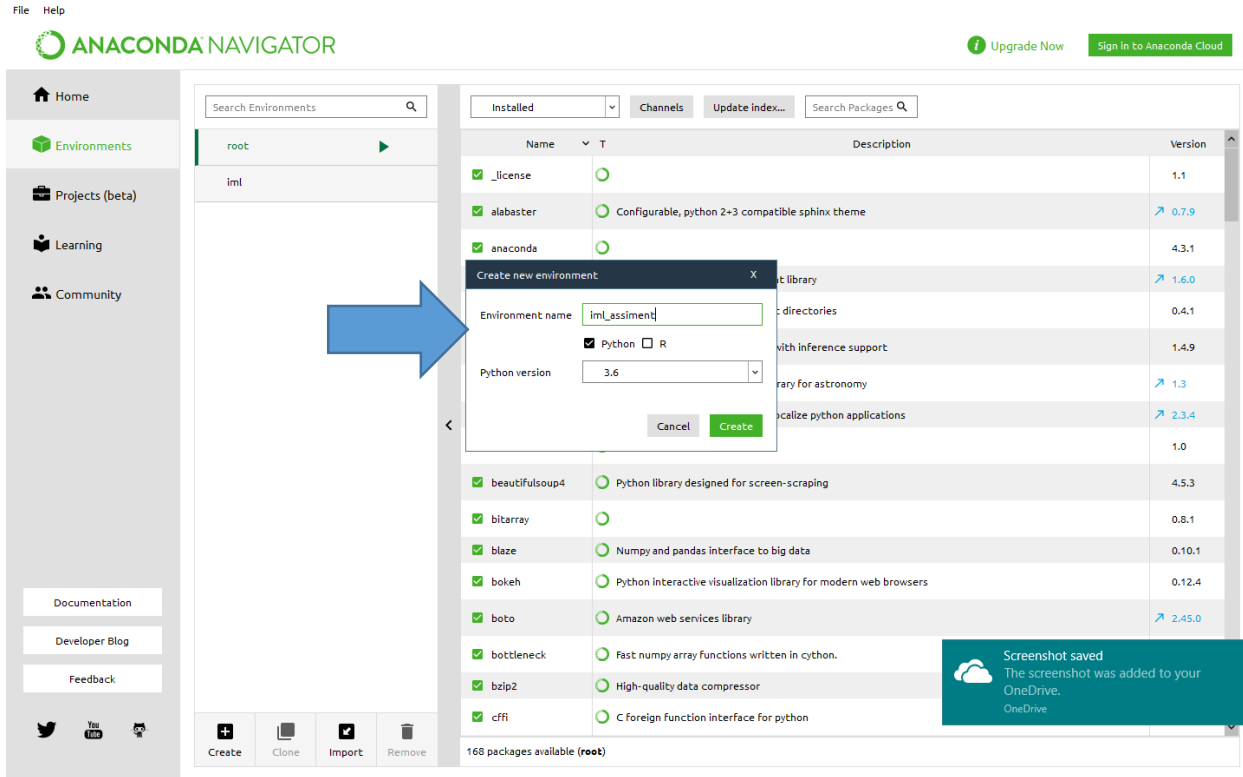 File Help
ANACONDA NAVIGATOR
Upgrade Now
Sign in to Anaconda Cloud
Home
Environments
Projects (beta)
Learning
Community
Documentation
Developer Blog
Feedback
You
Tube
Search Environments
root
iml
Create Clone Import Remove
Installed Channels Update index... Search Packages
Name T Description Version
_license 1.1
alabaster Configurable, python 2+3 compatible sphinx theme 0.7.9
anaconda 4.3.1
t library 1.6.0
directories 0.4.1
with inference support 1.4.9
rary for astronomy 1.3
ocalize python applications 2.3.4
1.0
Create new environment X
Environment name iml_assiment
Python R
Python version 3.6
Cancel Create
beautifulsoup4 Python library designed for screen-scraping 4.5.3
bitarray 0.8.1
blaze Numpy and pandas interface to big data 0.10.1
bokeh Python interactive visualization library for modern web browsers 0.12.4
boto Amazon web services library 2.45.0
bottleneck Fast numpy array functions written in cython.
bzip2 High-quality data compressor
cffi C foreign function interface for python
168 packages available (root)
Screenshot saved
The screenshot was added to your
OneDrive.
OneDrive